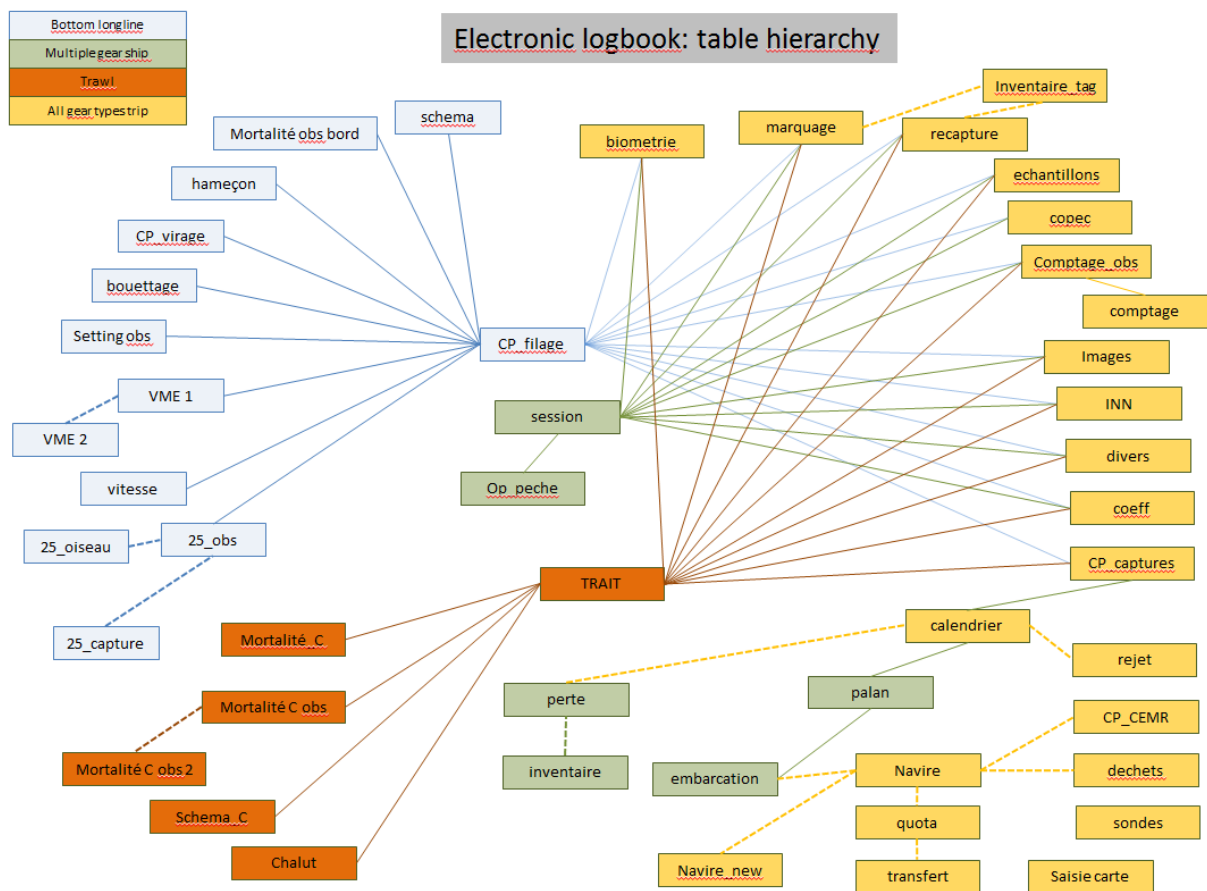 Bottom longline
Electronic logbook: table hierarchy
Multiple gear ship
Trawl
All gear types trip
Inventaire_tag
schema
marquage
recapture
Mortalité obs bord
biometrie
echantillons
hameçon
copec
CP_virage
Comptage_obs
bouettage
comptage
Setting obs
CP_filage
Images
VME 1
INN
session
VME 2
divers
vitesse
Op_peche
coeff
25_oiseau
25_obs
CP_captures
TRAIT
calendrier
Mortalité_C
25_capture
rejet
perte
palan
Mortalité C obs
CP_CEMR
Mortalité C obs 2
inventaire
embarcation
Navire
dechets
Schema_C
quota
sondes
Chalut
Navire_new
transfert
Saisie carte